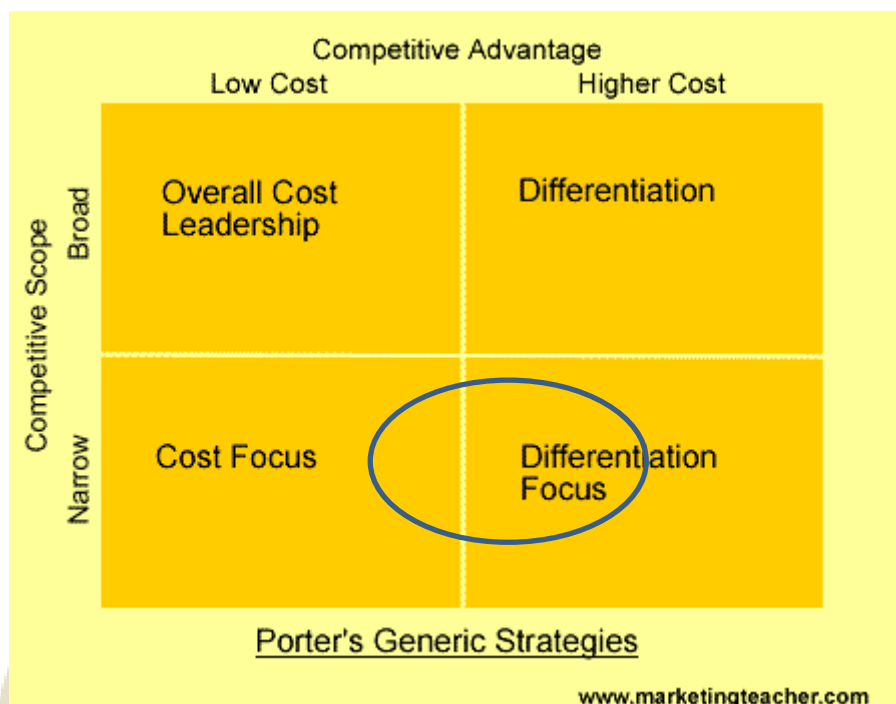 Competitive Advantage
Low Cost
Higher Cost
Competitive Scope
Broad
Overall Cost
Leadership
Differentiation
Narrow
Cost Focus
Differentiation
Focus
Porter's Generic Strategies
www.marketingteacher.com